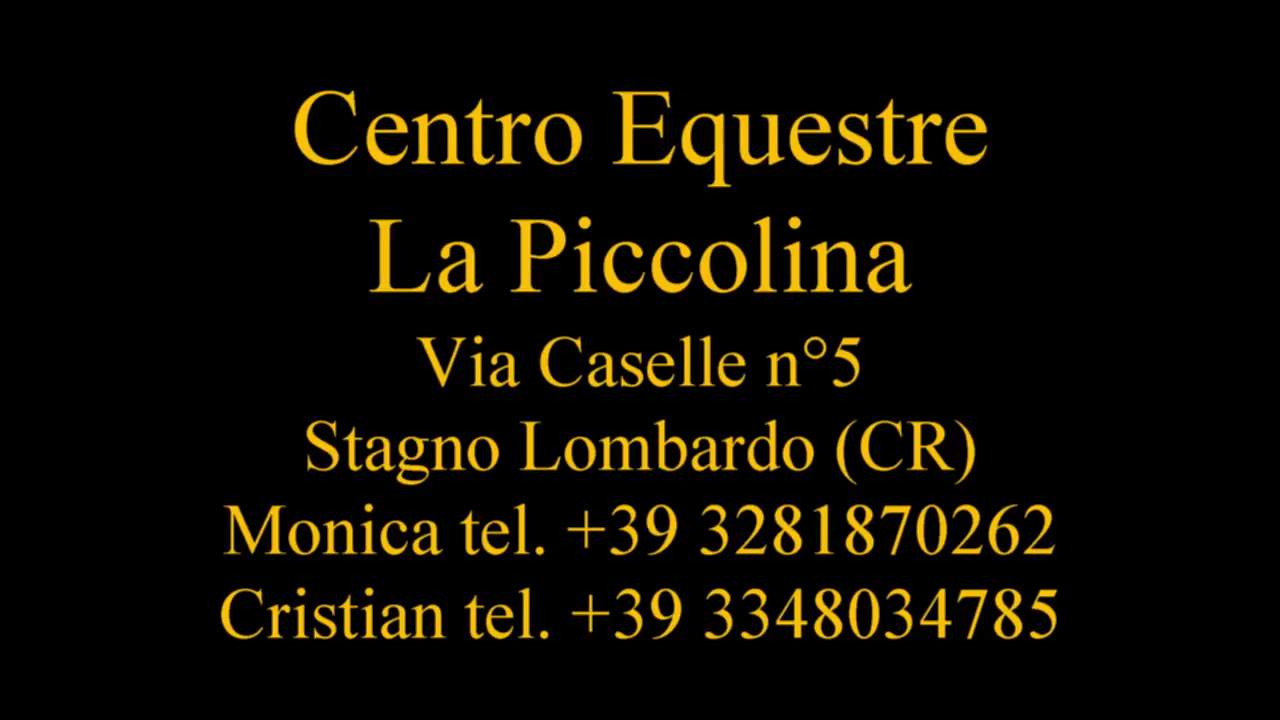 Centro Equestre
La Piccolina
Via Caselle n°5
Stagno Lombardo (CR)
Monica tel. +39 3281870262
Cristian tel. +39 3348034785